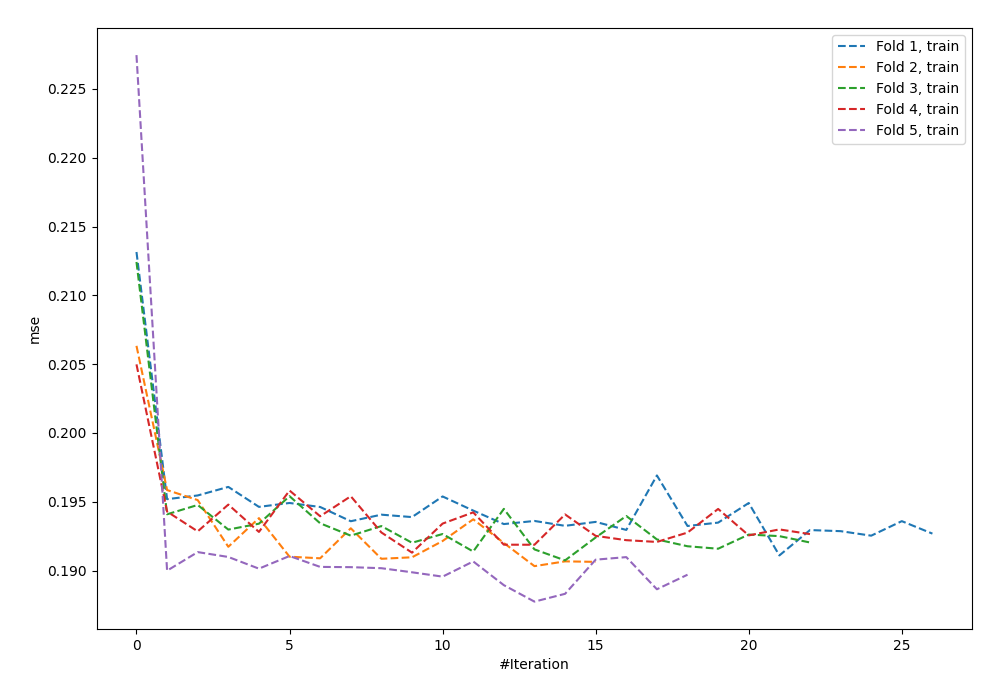 Fold 1, train
Fold 2, train
Fold 3, train
Fold 4, train
Fold 5, train
0.225
0.220
0.215
0.210
0.205
0.200
0.195
0.190
mse
0 5 10 15 20 25
#Iteration